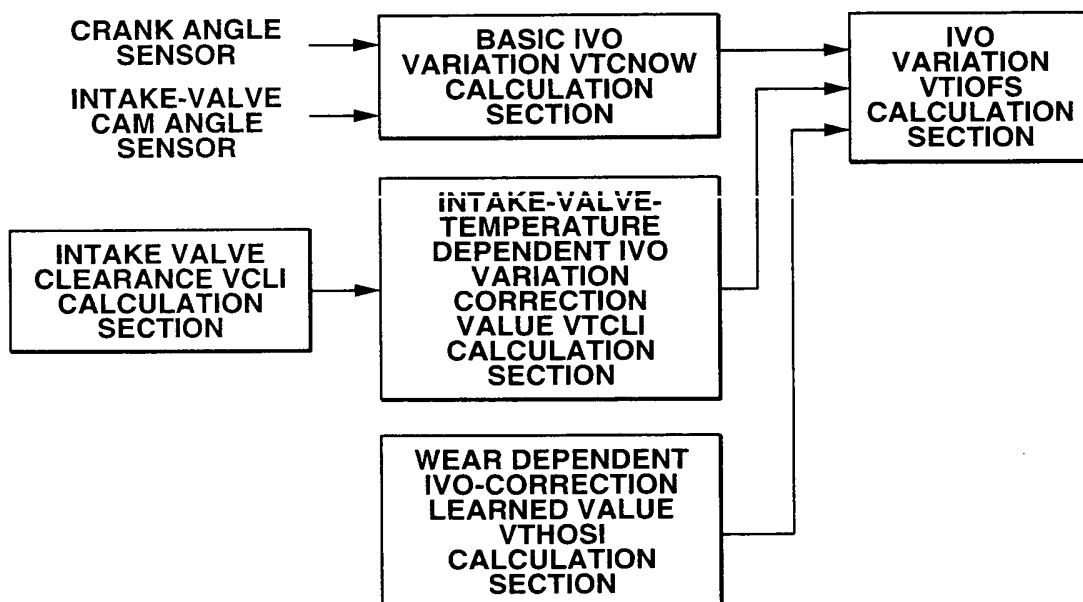 CRANK ANGLE
SENSOR
INTAKE-VALVE
CAM ANGLE
SENSOR
BASIC IVO
VARIATION VTCNOW
CALCULATION
SECTION
IVO
VARIATION
VTIOFS
CALCULATION
SECTION
INTAKE VALVE
CLEARANCE VCLI
CALCULATION
SECTION
INTAKE-VALVE-
TEMPERATURE
DEPENDENT IVO
VARIATION
CORRECTION
VALUE VTCLI
CALCULATION
SECTION
WEAR DEPENDENT
IVO-CORRECTION
LEARNED VALUE
VTHOSI
CALCULATION
SECTION